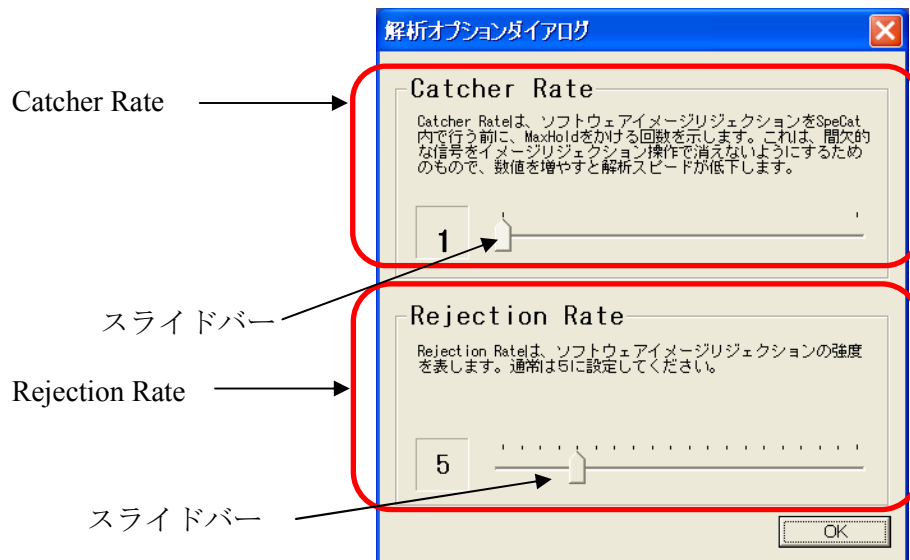 解析オプションダイアログ
Catcher Rate
Catcher Rate
Catcher Rateは、ソフトウェアイメージリジェクションをSpeCat
内で行う前に、MaxHoldをかける回数を示します。これは、間欠的
な信号をイメージリジェクション操作で消えないようにするため
のもので、数値を増やすと解析スピードが低下します。
1
スライドバー
Rejection Rate
Rejection Rate
Rejection Rateは、ソフトウェアイメージリジェクションの強度
を表します。通常は5に設定してください。
5
スライドバー
OK